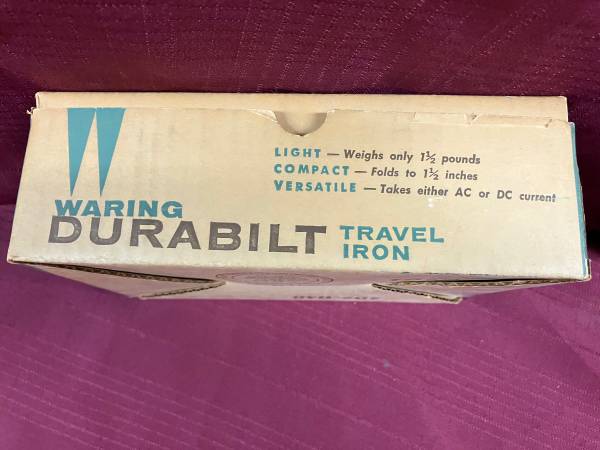 LIGHT — Weighs only 1½ pounds
COMPACT — Folds to 1½ inches
VERSATILE — Takes either AC or DC current
WARING
DURABILT TRAVEL
IRON